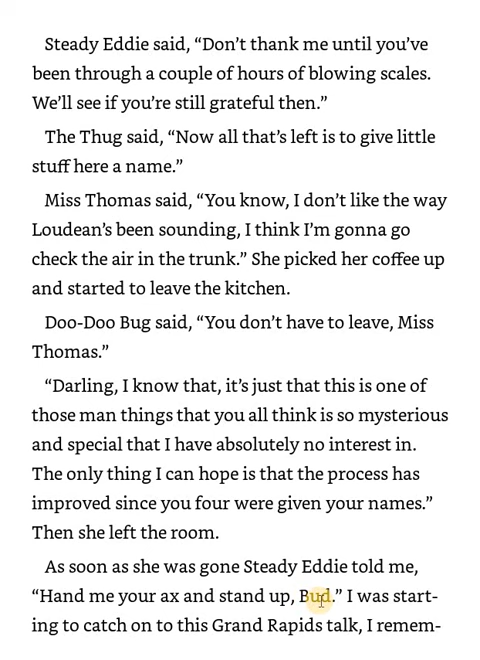 Steady Eddie said, “Don’t thank me until you’ve
been through a couple of hours of blowing scales.
We’ll see if you’re still grateful then.”
The Thug said, “Now all that’s left is to give little
stuff here a name.”
Miss Thomas said, “You know, I don’t like the way
Loudean’s been sounding, I think I’m gonna go
check the air in the trunk.” She picked her coffee up
and started to leave the kitchen.
Doo-Doo Bug said, “You don’t have to leave, Miss
Thomas.”
“Darling, I know that, it’s just that this is one of
those man things that you all think is so mysterious
and special that I have absolutely no interest in.
The only thing I can hope is that the process has
improved since you four were given your names.”
Then she left the room.
As soon as she was gone Steady Eddie told me,
“Hand me your ax and stand up, Bud.” I was start-
ing to catch on to this Grand Rapids talk, I remem-